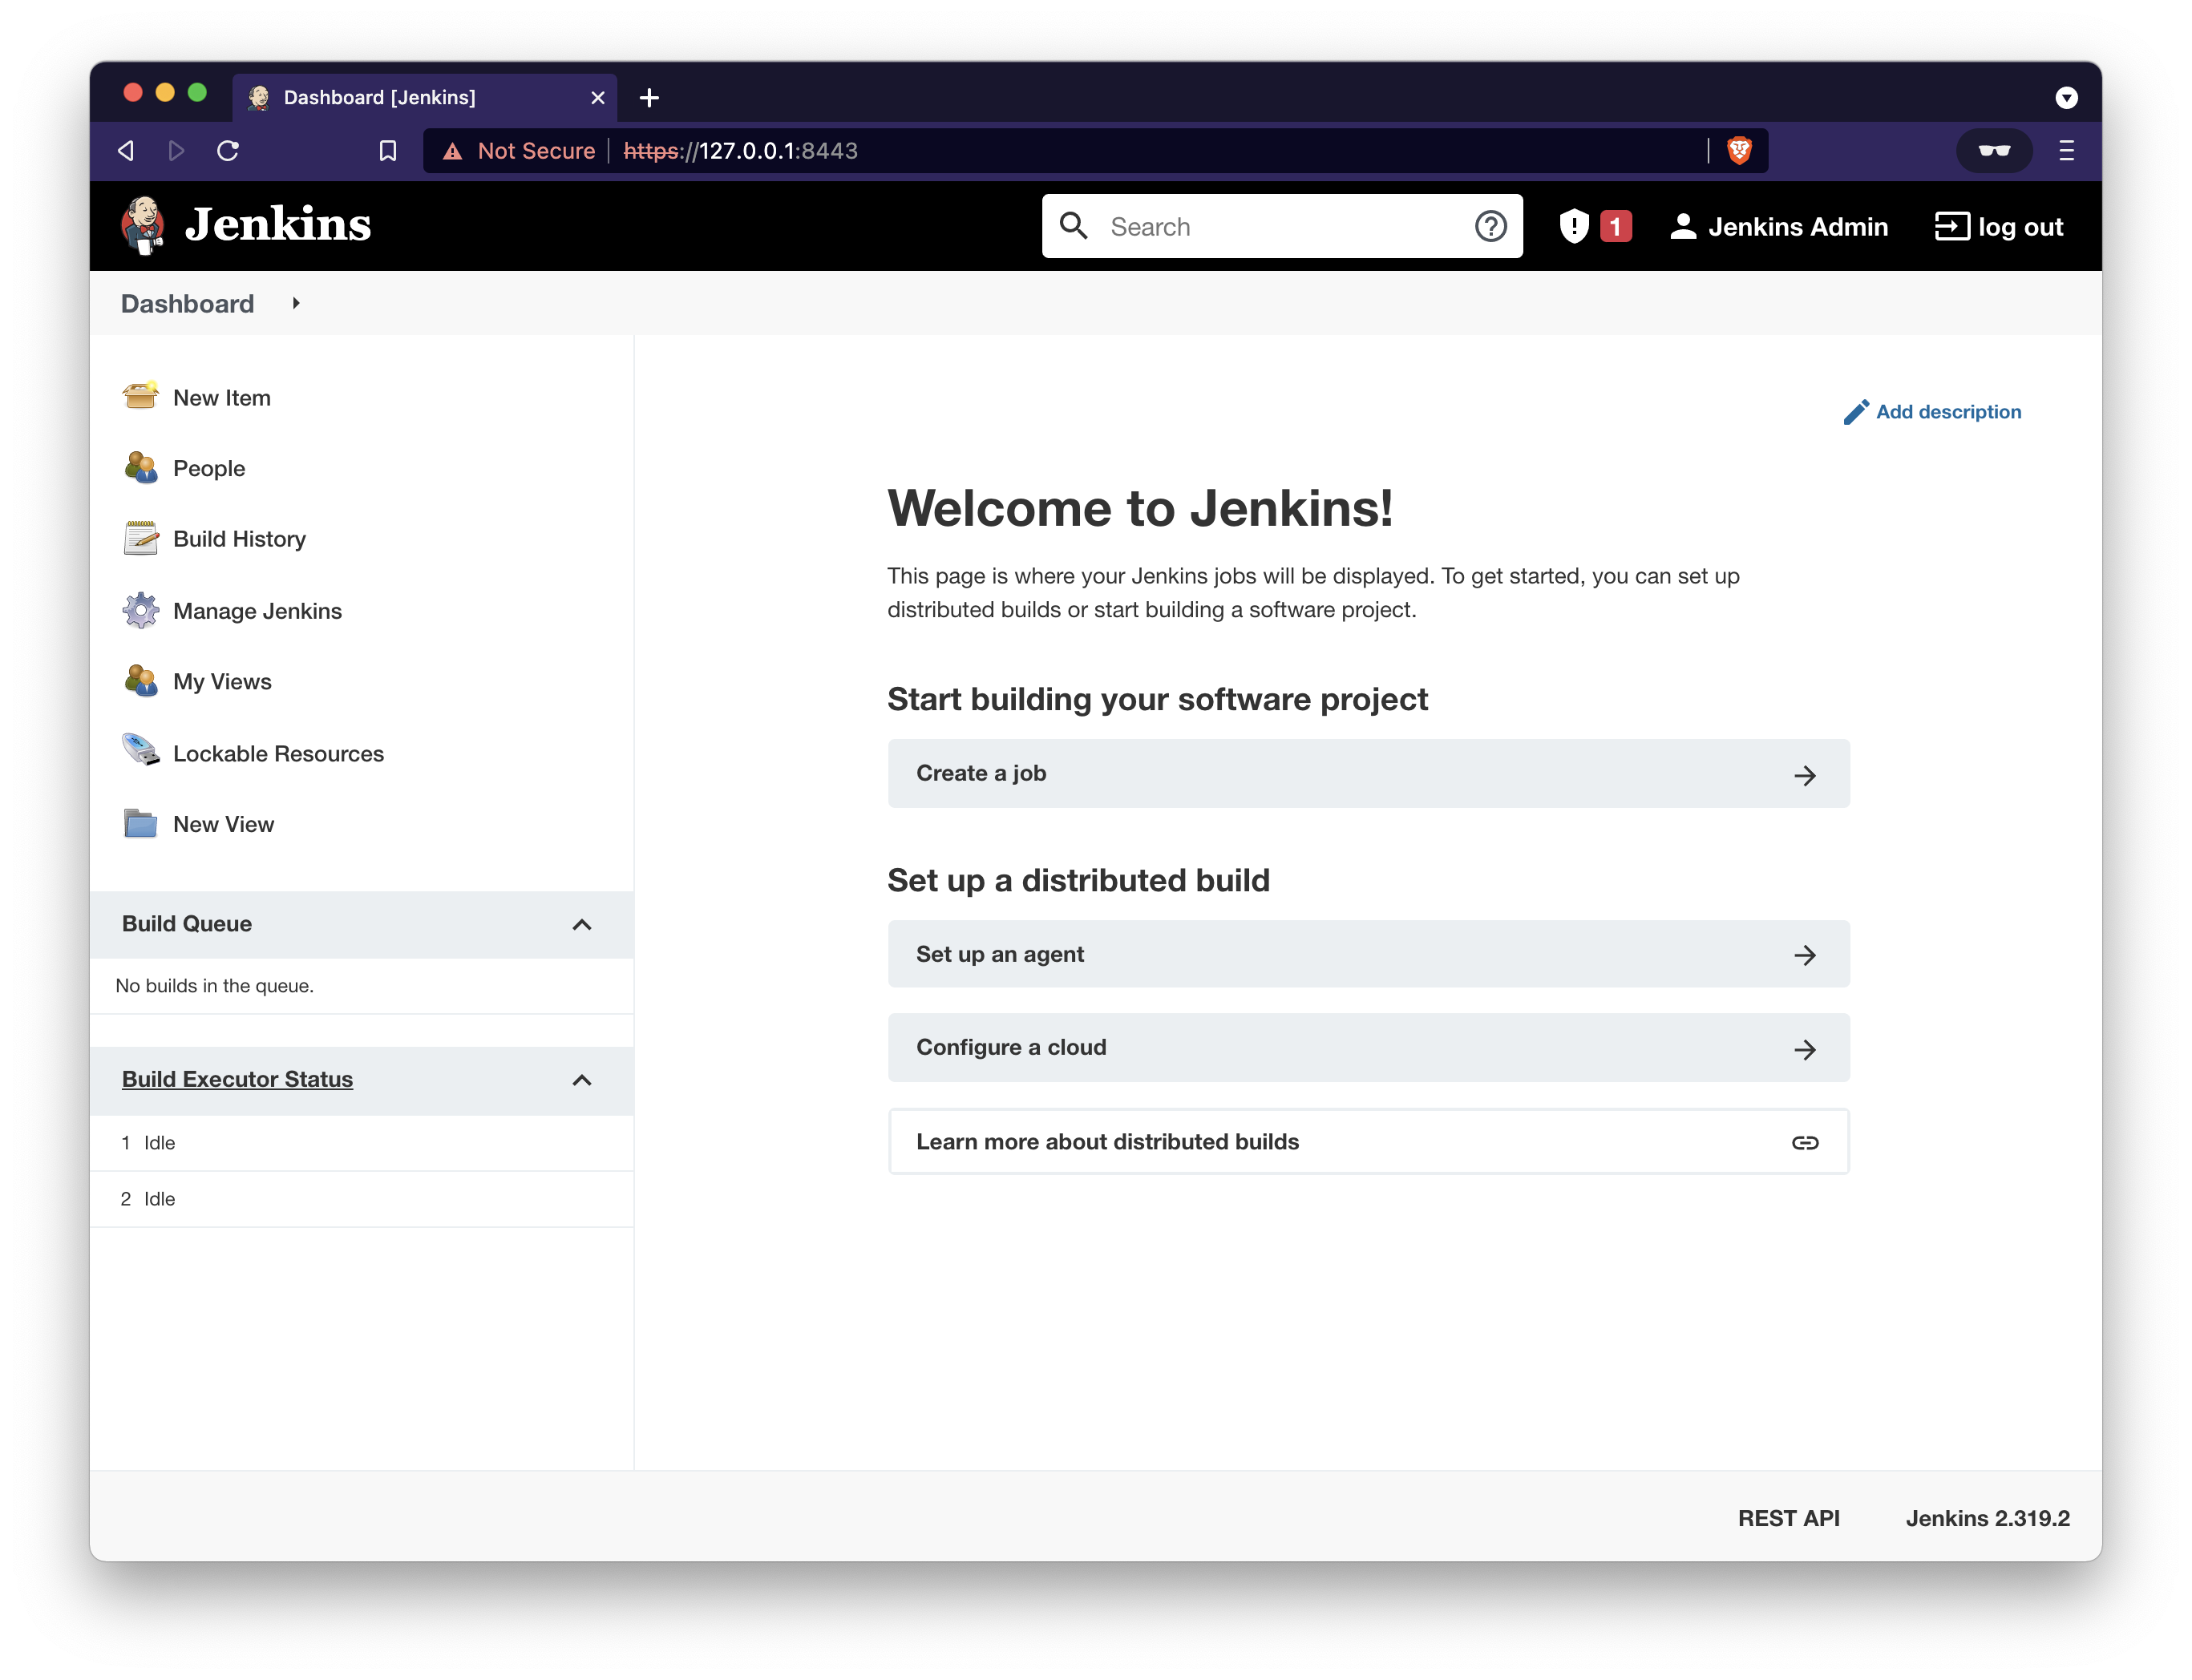 Dashboard [Jenkins]
Not Secure https://127.0.0.1:8443
Jenkins
Search
1
Jenkins Admin
log out
Dashboard
New Item
People
Build History
Manage Jenkins
My Views
Lockable Resources
New View
Build Queue
No builds in the queue.
Build Executor Status
1 Idle
2 Idle
Add description
Welcome to Jenkins!
This page is where your Jenkins jobs will be displayed. To get started, you can set up
distributed builds or start building a software project.
Start building your software project
Create a job
Set up a distributed build
Set up an agent
Configure a cloud
Learn more about distributed builds
REST API
Jenkins 2.319.2